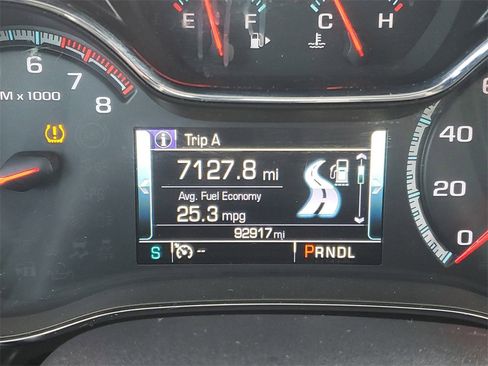 E F C H
6 7 8
M x 1000
Trip A
7127.8 mi
Avg. Fuel Economy
25.3 mpg
92917 mi
S -- PRNDL
40
20
0